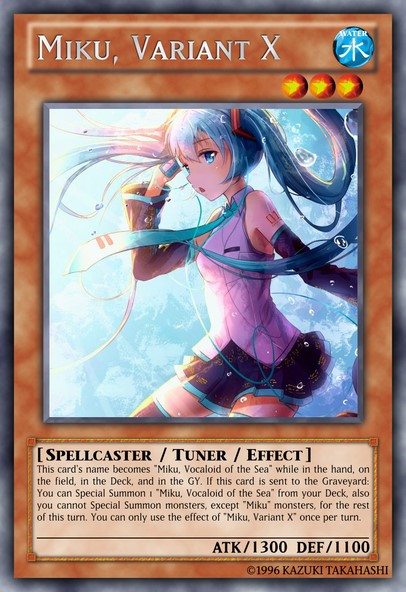 MIKU, VARIANT X
WATER
水
[ SPELLCASTER / TUNER / EFFECT ]
This card's name becomes "Miku, Vocaloid of the Sea" while in the hand, on
the field, in the Deck, and in the GY. If this card is sent to the Graveyard:
You can Special Summon 1 "Miku, Vocaloid of the Sea" from your Deck, also
you cannot Special Summon monsters, except "Miku" monsters, for the rest
of this turn. You can only use the effect of "Miku, Variant X" once per turn.
ATK/1300 DEF/1100
©1996 KAZUKI TAKAHASHI